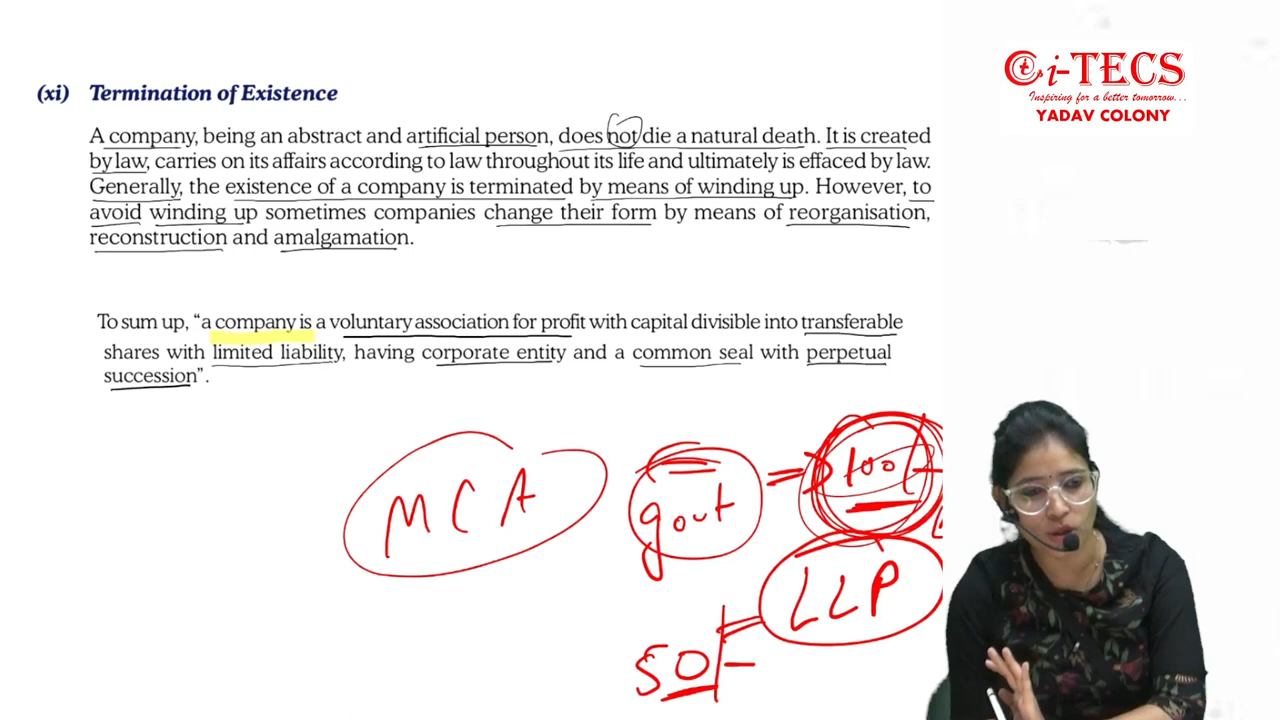 i-TECS
Inspiring for a better tomorrow...
YADAV COLONY
(xi) Termination of Existence
A company, being an abstract and artificial person, does not die a natural death. It is created
by law, carries on its affairs according to law throughout its life and ultimately is effaced by law.
Generally, the existence of a company is terminated by means of winding up. However, to
avoid winding up sometimes companies change their form by means of reorganisation,
reconstruction and amalgamation.
To sum up, “a company is a voluntary association for profit with capital divisible into transferable
shares with limited liability, having corporate entity and a common seal with perpetual
succession”.
MCA govt = 100/-
LLP
50/-